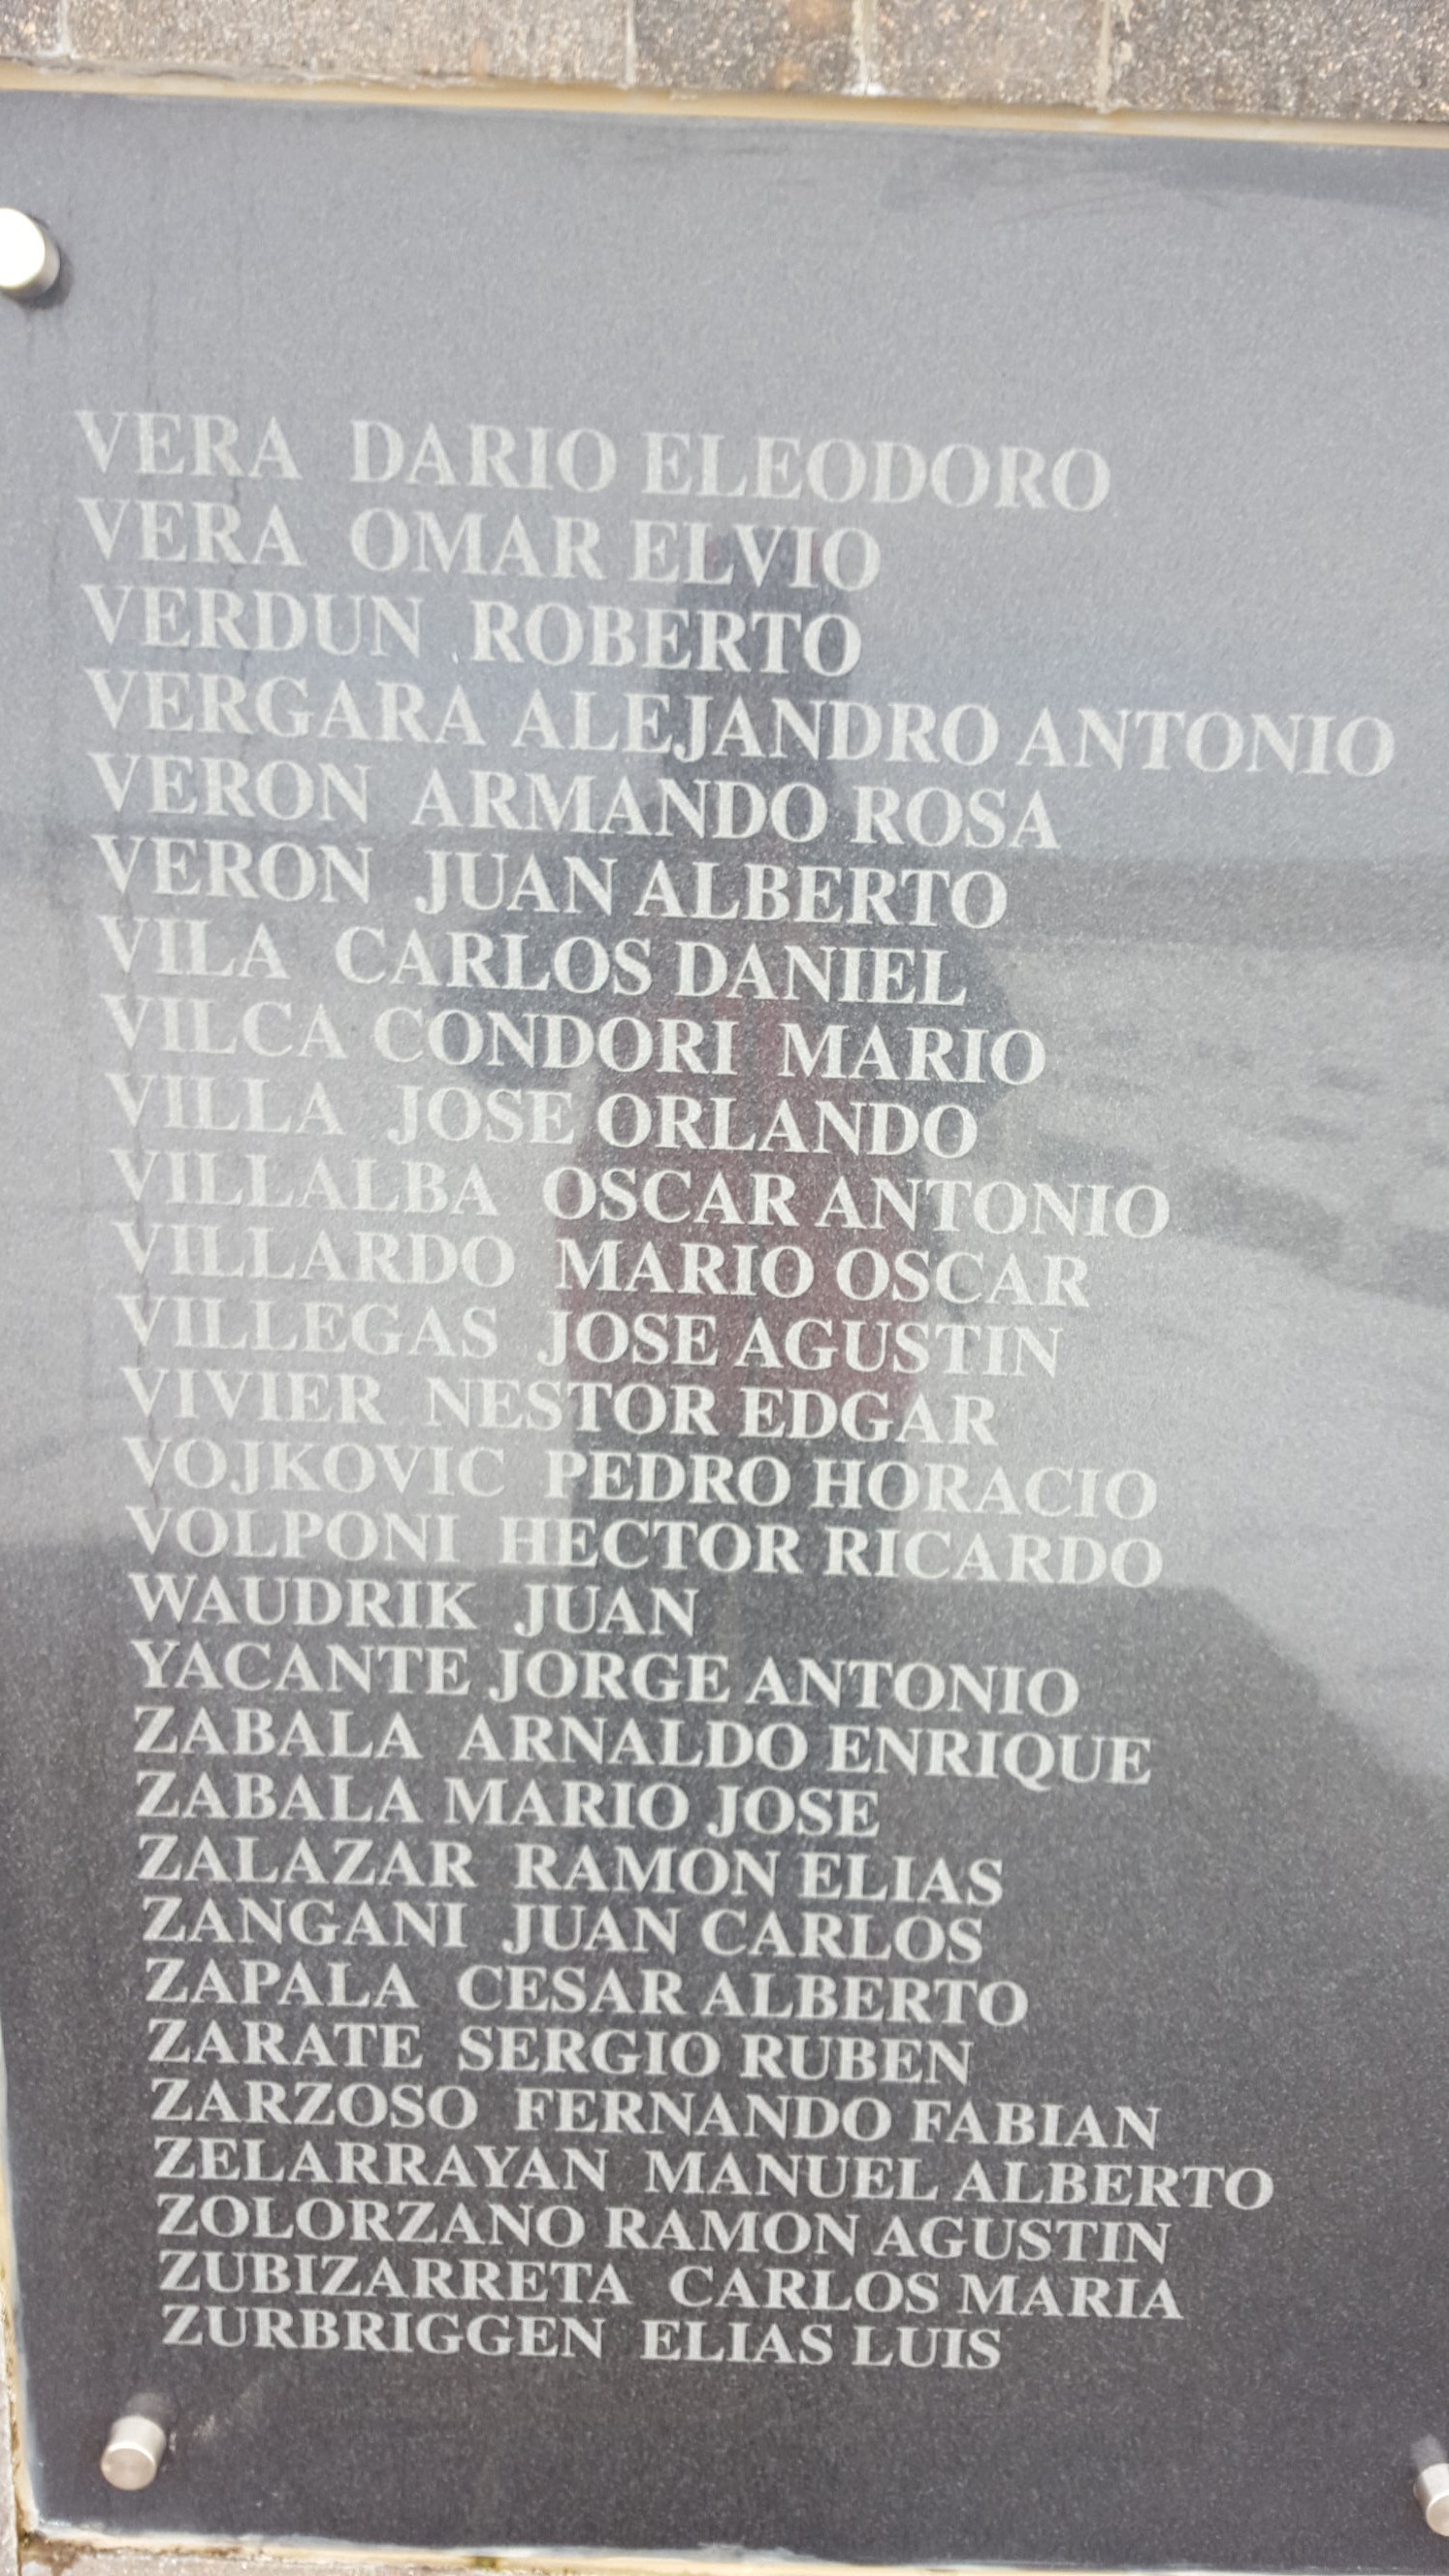 VERA DARIO ELEODORO
VERA OMAR ELVIO
VERDUN ROBERTO
VERGARA ALEJANDRO ANTONIO
VERON ARMANDO ROSA
VERON JUAN ALBERTO
VILA CARLOS DANIEL
VILCA CONDORI MARIO
VILLA JOSE ORLANDO
VILLALBA OSCAR ANTONIO
VILLARDO MARIO OSCAR
VILLEGAS JOSE AGUSTIN
VIVIER NESTOR EDGAR
VOJKOVIC PEDRO HORACIO
VOLPONI HECTOR RICARDO
WAUDRIK JUAN
YACANTE JORGE ANTONIO
ZABALA ARNALDO ENRIQUE
ZABALA MARIO JOSE
ZALAZAR RAMON ELIAS
ZANGANI JUAN CARLOS
ZAPALA CESAR ALBERTO
ZARATE SERGIO RUBEN
ZARZOSO FERNANDO FABIAN
ZELARRAYAN MANUEL ALBERTO
ZOLORZANO RAMON AGUSTIN
ZUBIZARRETA CARLOS MARIA
ZURBRIGGEN ELIAS LUIS